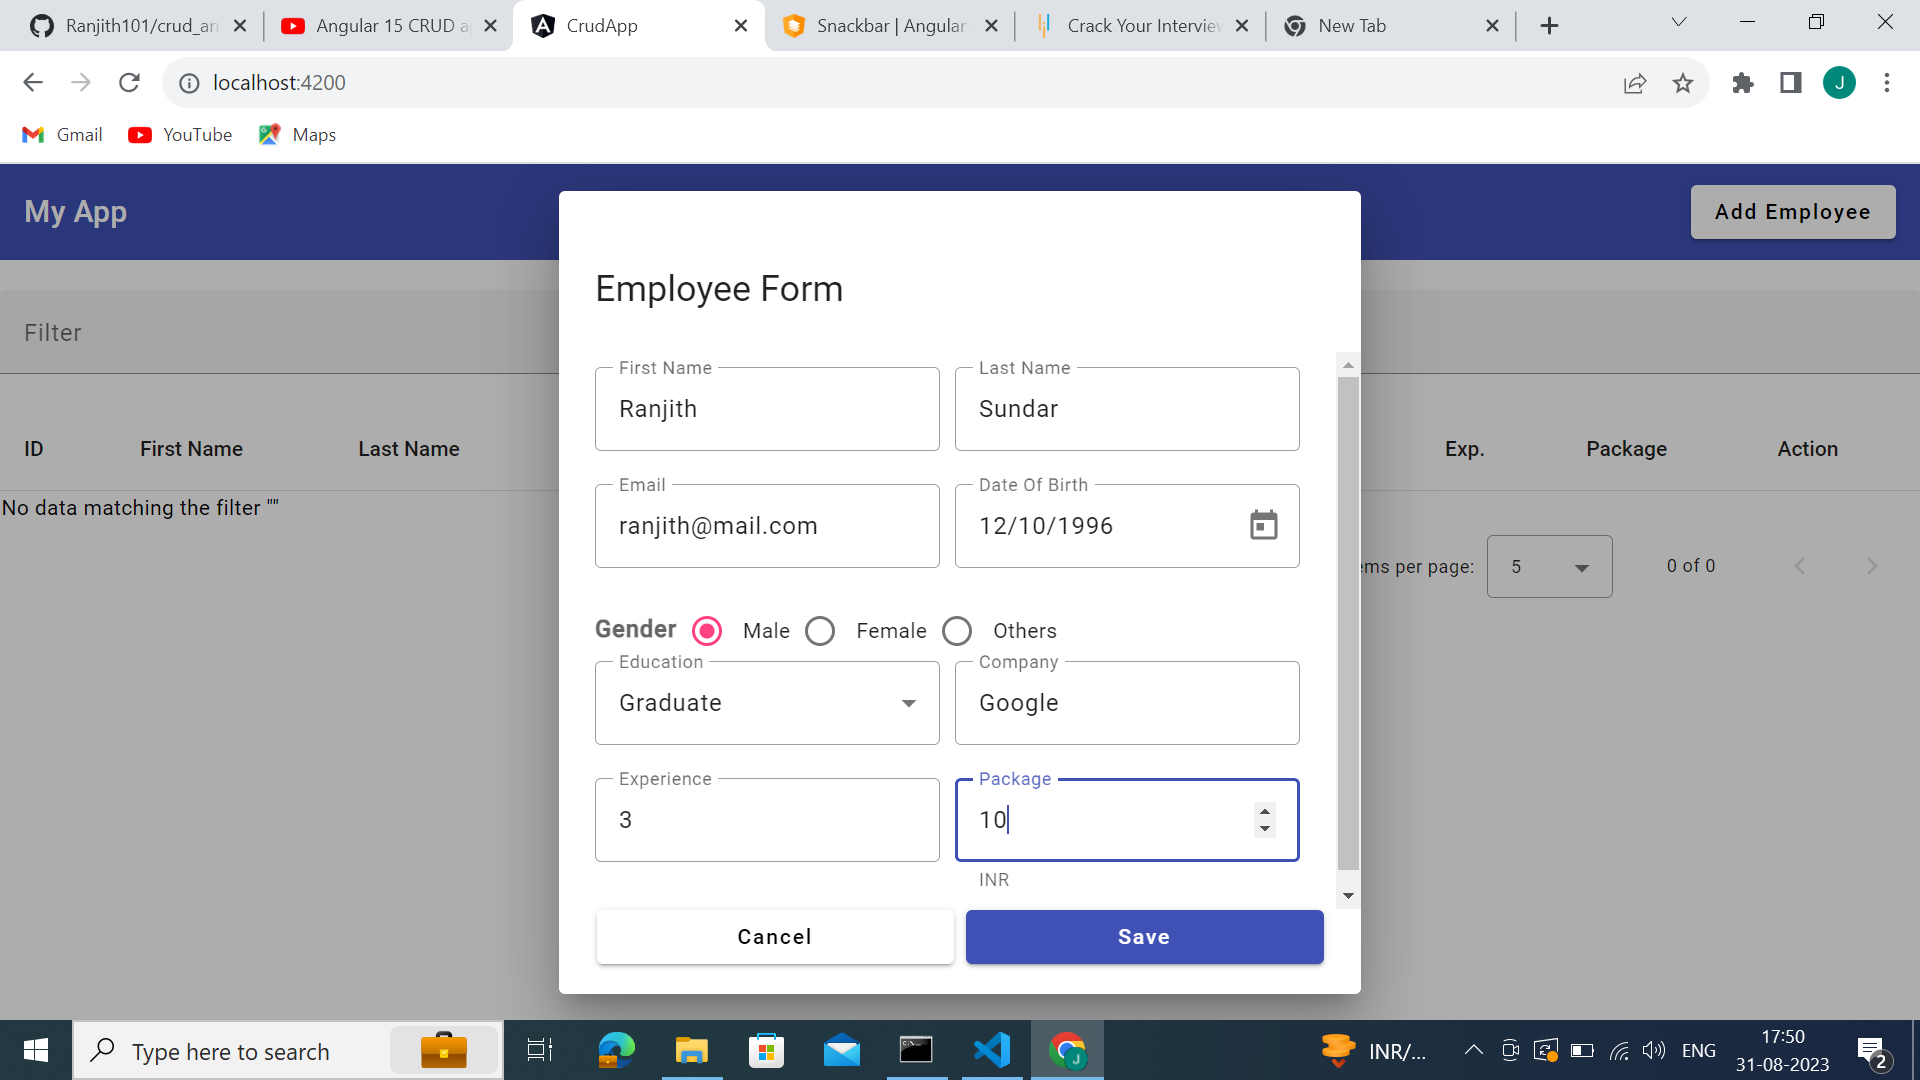 Ranjith101/crud_an
Angular 15 CRUD a
CrudApp
Snackbar | Angular
Crack Your Interview
New Tab
localhost:4200
Gmail
YouTube
Maps
My App
Add Employee
Employee Form
Filter
First Name
Last Name
Ranjith
Sundar
ID
First Name
Last Name
Exp.
Package
Action
Email
Date Of Birth
No data matching the filter ""
ranjith@mail.com
12/10/1996
ems per page:
5
0 of 0
Gender
Male
Female
Others
Education
Company
Graduate
Google
Experience
Package
3
10
INR
Cancel
Save
Type here to search
INR/...
ENG
17:50
31-08-2023
2
J
J